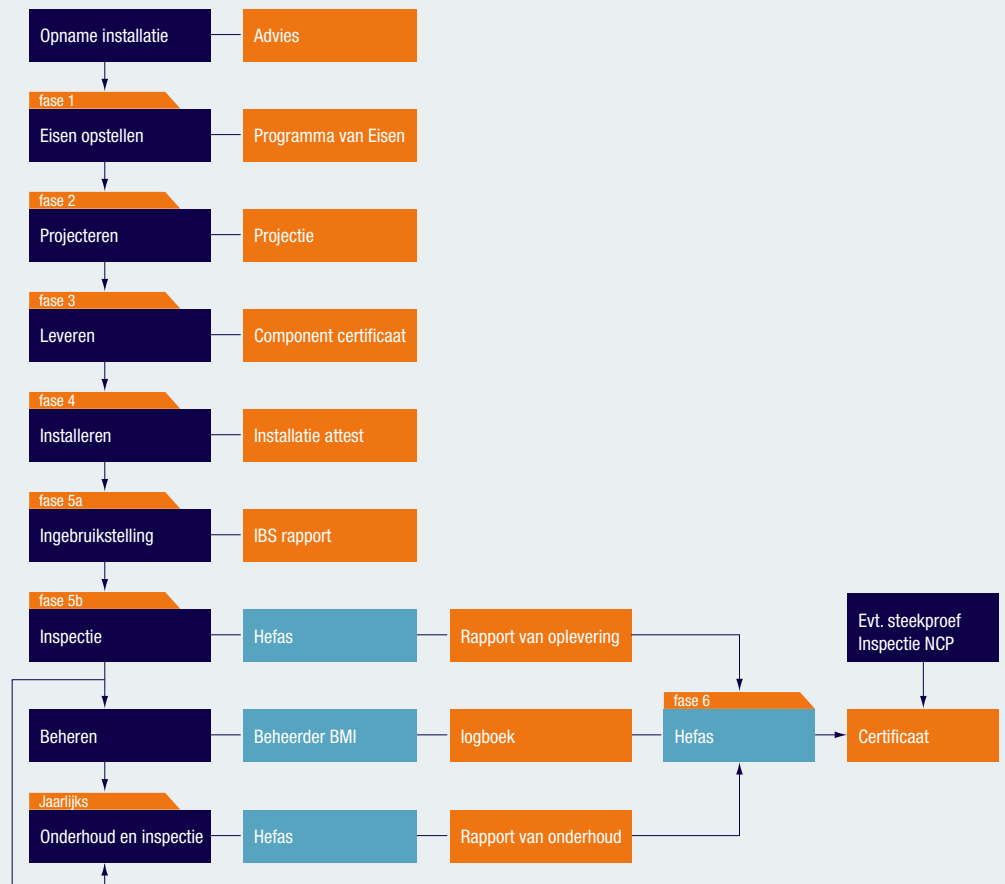 Opname installatie
Advies
fase 1
Eisen opstellen
Programma van Eisen
fase 2
Projecteren
Projectie
fase 3
Leveren
Component certificaat
fase 4
Installeren
Installatie attest
fase 5a
Ingebruikstelling
IBS rapport
fase 5b
Inspectie
Hefas
Rapport van oplevering
Evt. steekproef
Inspectie NCP
Beheren
Beheerder BMI
logboek
fase 6
Hefas
Certificaat
Jaarlijks
Onderhoud en inspectie
Hefas
Rapport van onderhoud